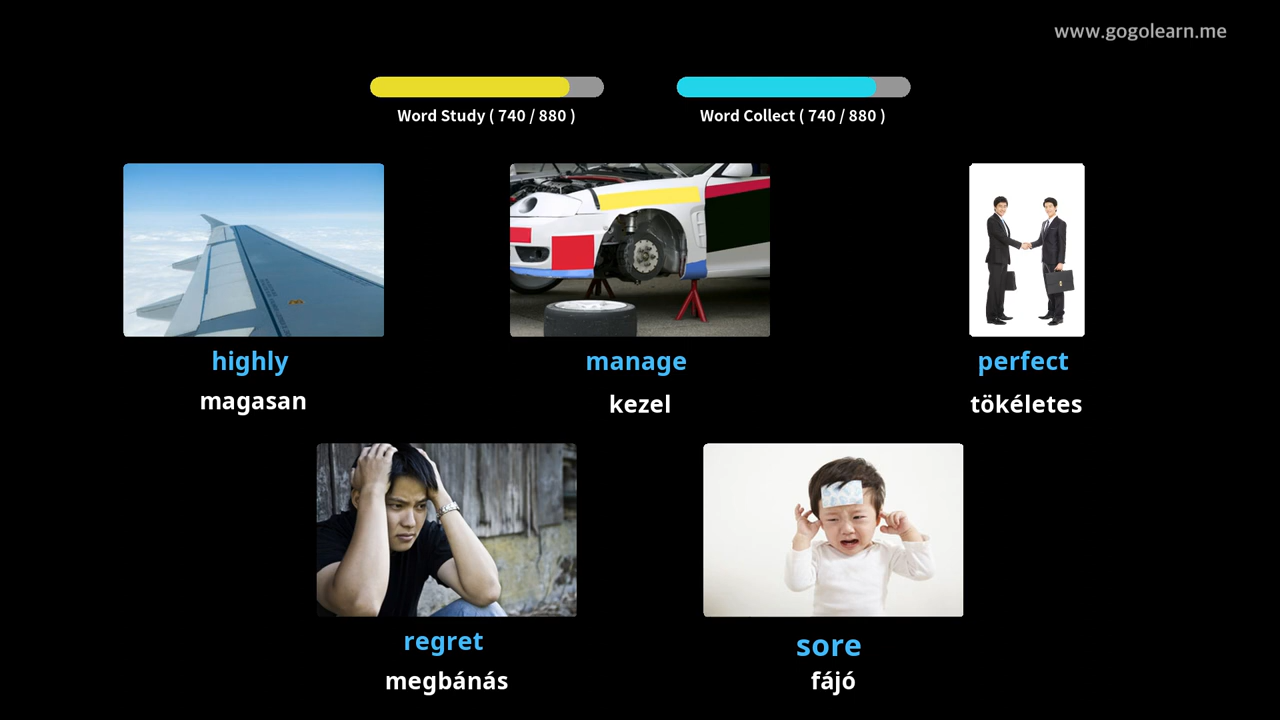 www.gogolearn.me
Word Study ( 740 / 880 )
Word Collect ( 740 / 880 )
highly
magasan
manage
kezel
perfect
tökéletes
regret
megbánás
sore
fájó